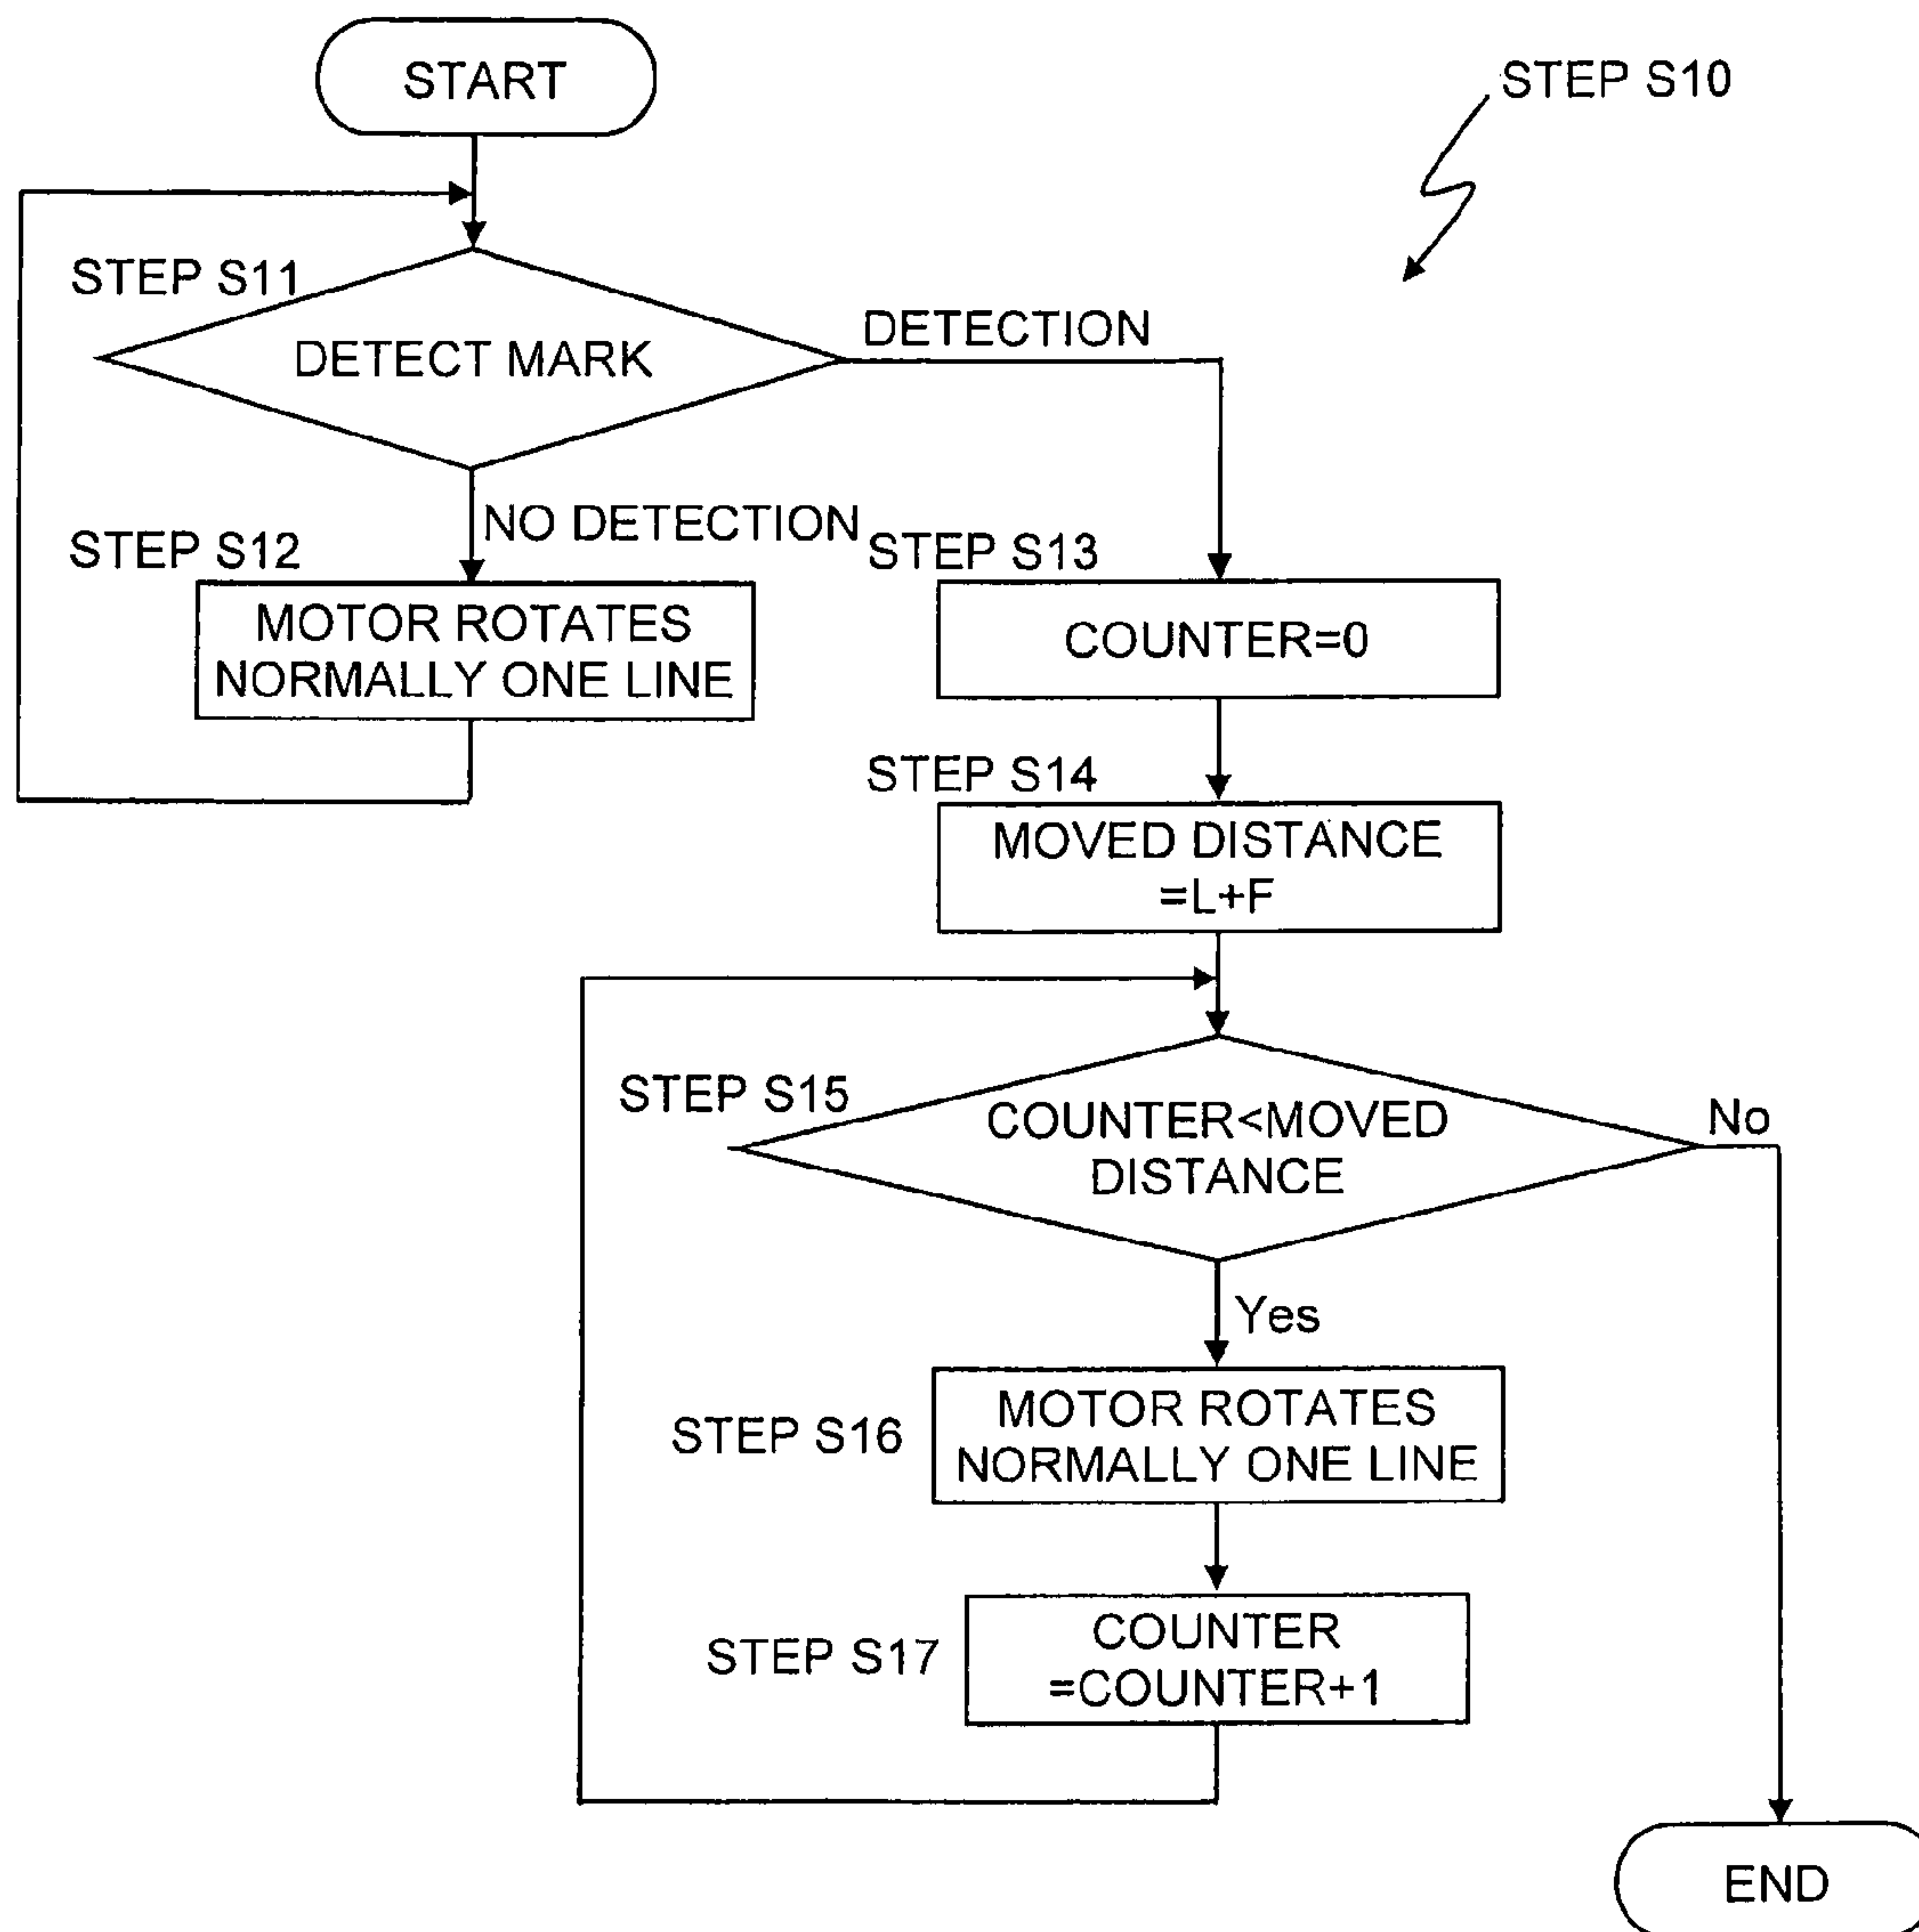 START
STEP S10
STEP S11
DETECT MARK
DETECTION
NO DETECTION
STEP S12
MOTOR ROTATES
NORMALLY ONE LINE
STEP S13
COUNTER=0
STEP S14
MOVED DISTANCE
=L+F
STEP S15
COUNTER<MOVED
DISTANCE
No
Yes
STEP S16
MOTOR ROTATES
NORMALLY ONE LINE
STEP S17
COUNTER
=COUNTER+1
END